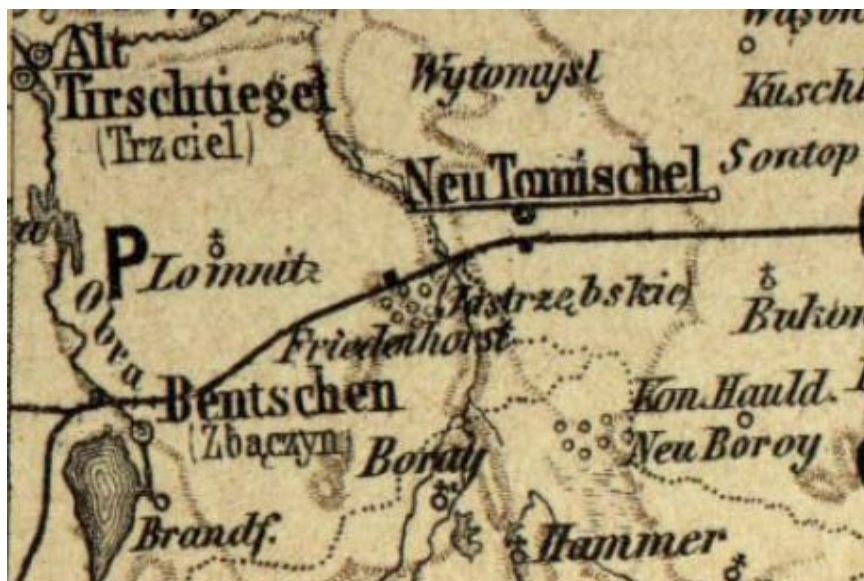 Alt
Tirschtiegel
(Trzciel)
Wytomysl
Kuschl
Sontop
Neu Tomischel
P
Lomnitz
Jastrzębskie
Friedenhorst
Bukow
Obra
Bentschen
(Zbączyn)
Kon. Hauld.
Neu Boroy
Boruy
Brandf.
Hammer